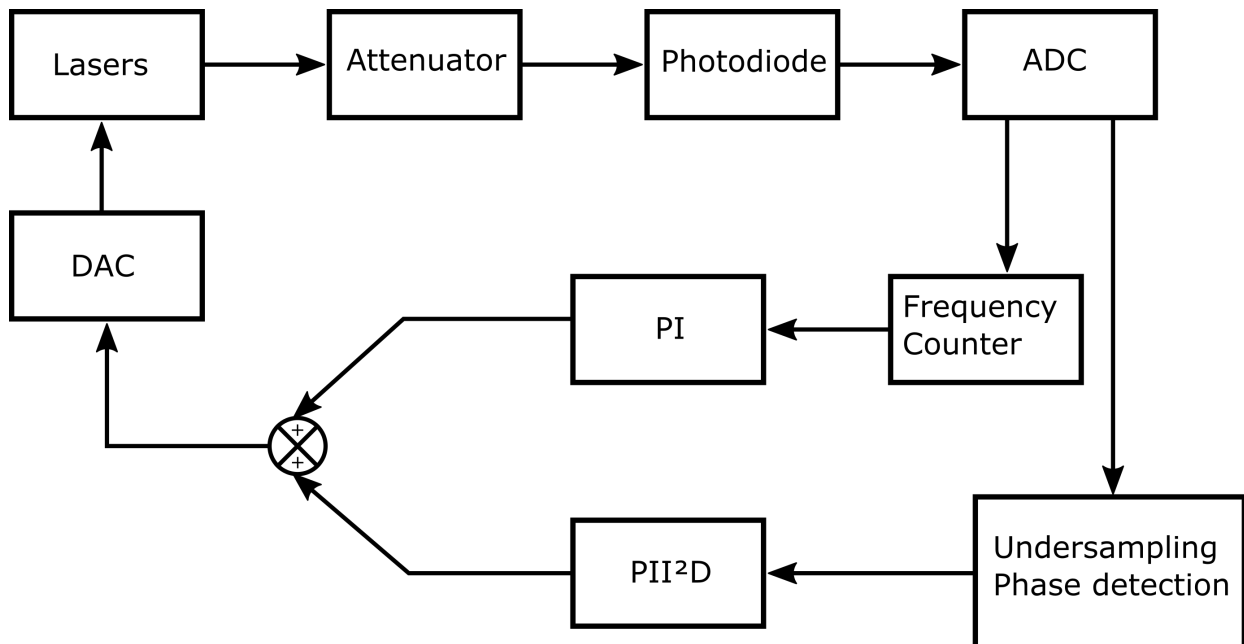 Lasers
Attenuator
Photodiode
ADC
DAC
PI
Frequency
Counter
+
+
PII²D
Undersampling
Phase detection